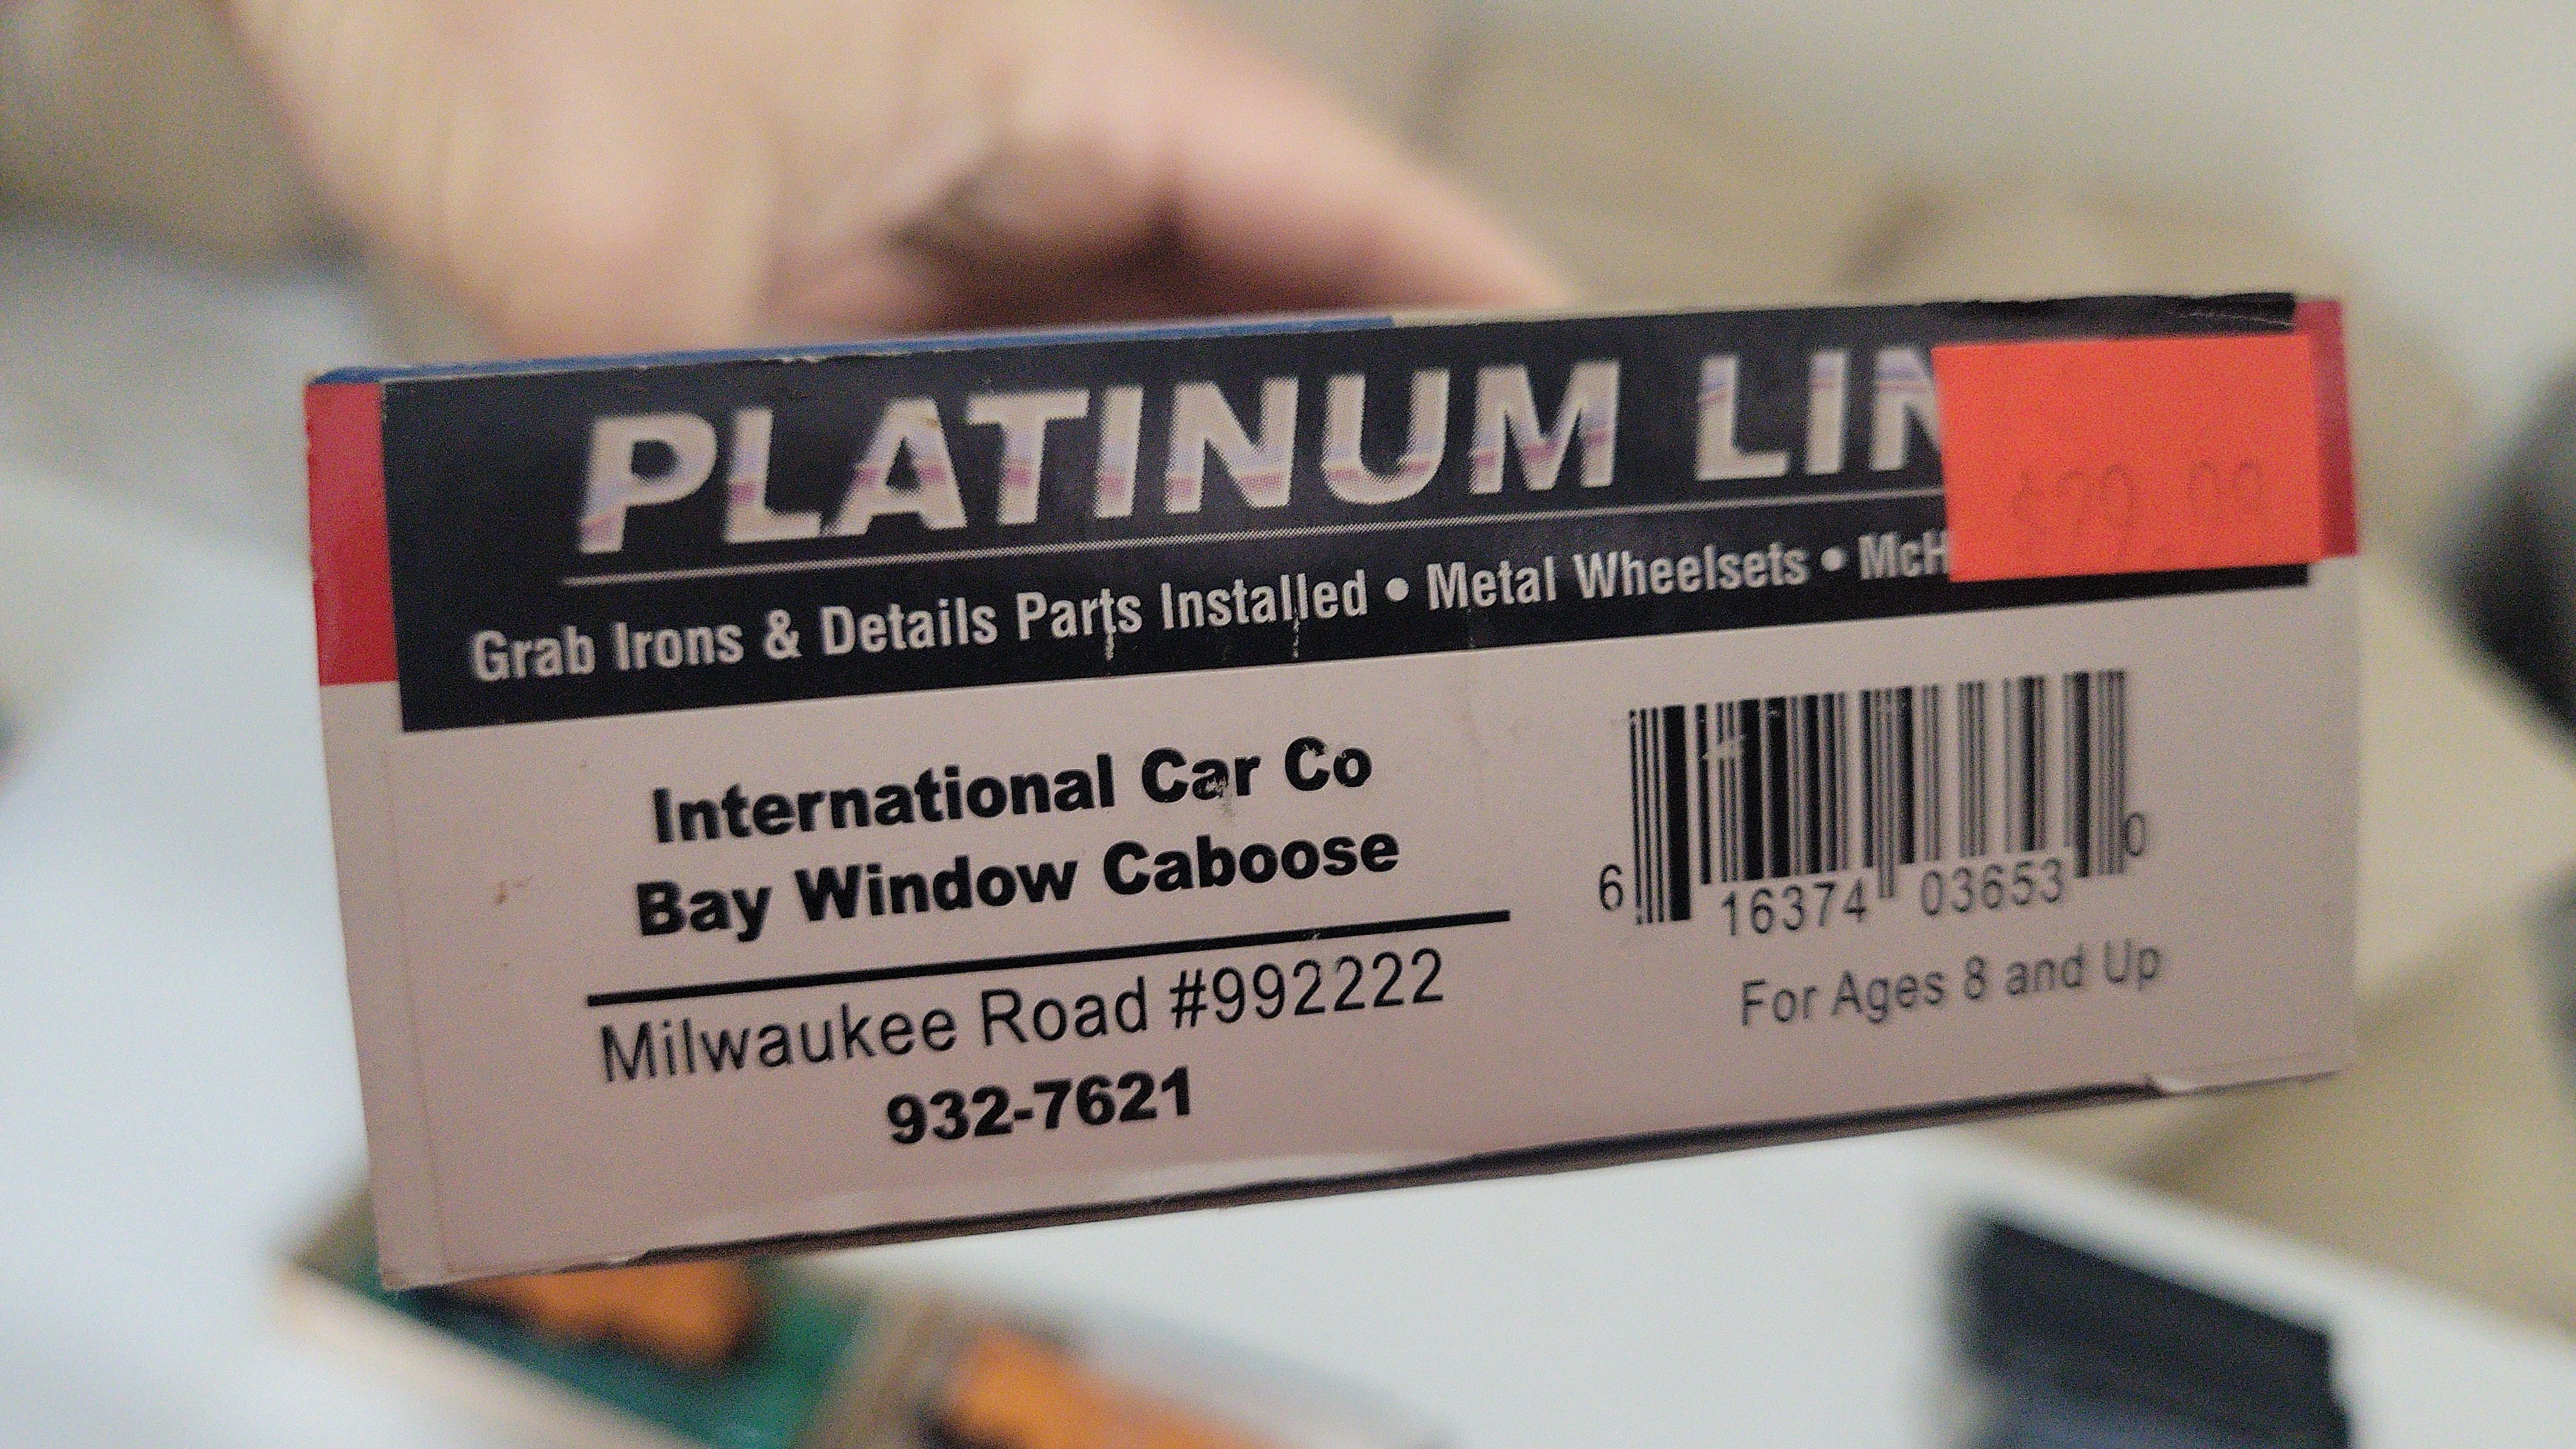 PLATINUM LIN
Grab Irons & Details Parts Installed • Metal Wheelsets • McH
International Car Co
Bay Window Caboose
Milwaukee Road #992222
932-7621
6 16374 03653 0
For Ages 8 and Up